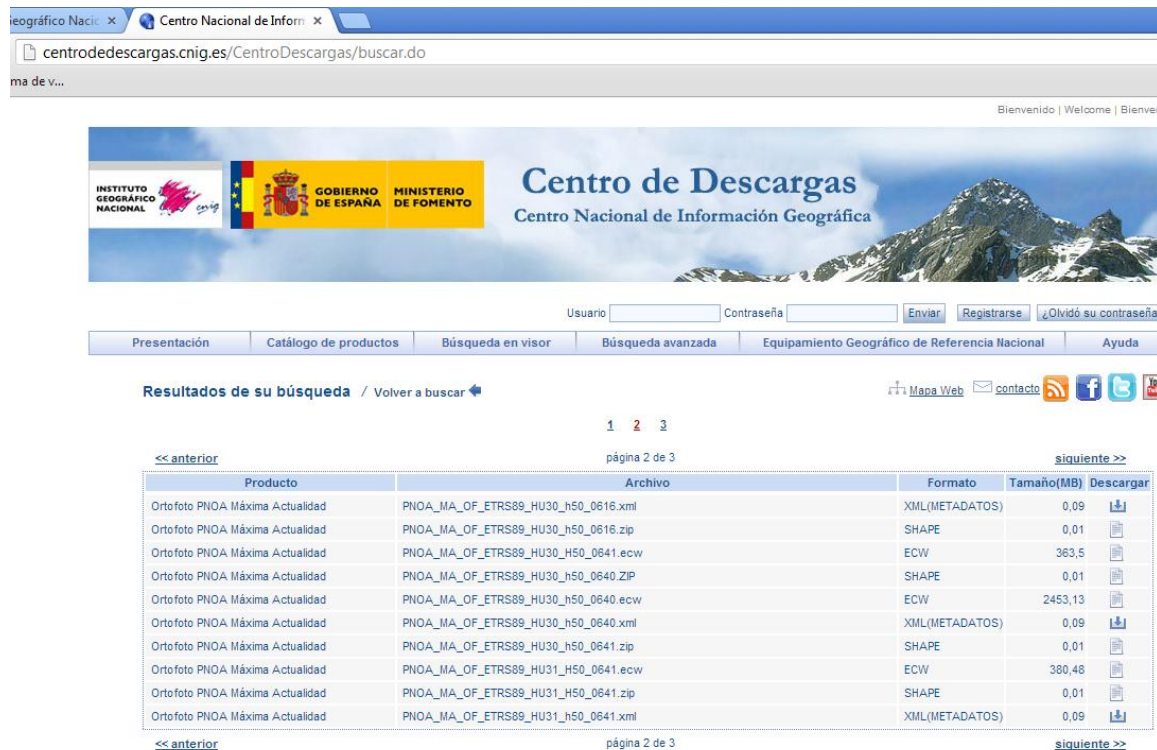 eográfico Nacio
Centro Nacional de Inform
centrodedescargas.cnig.es/CentroDescargas/buscar.do
ma de v...
Bienvenido | Welcome | Bienve
INSTITUTO GEOGRÁFICO NACIONAL cnig
GOBIERNO DE ESPAÑA
MINISTERIO DE FOMENTO
Centro de Descargas
Centro Nacional de Información Geográfica
Usuario Contraseña Enviar Registrarse ¿Olvidó su contraseña
Presentación Catálogo de productos Búsqueda en visor Búsqueda avanzada Equipamiento Geográfico de Referencia Nacional Ayuda
Resultados de su búsqueda / Volver a buscar Mapa Web contacto
1 2 3
<< anterior página 2 de 3 siguiente >>
Producto Archivo Formato Tamaño(MB) Descargar
Ortofoto PNOA Máxima Actualidad PNOA_MA_OF_ETRS89_HU30_h50_0616.xml XML(METADATOS) 0,09
Ortofoto PNOA Máxima Actualidad PNOA_MA_OF_ETRS89_HU30_h50_0616.zip SHAPE 0,01
Ortofoto PNOA Máxima Actualidad PNOA_MA_OF_ETRS89_HU30_H50_0641.ecw ECW 363,5
Ortofoto PNOA Máxima Actualidad PNOA_MA_OF_ETRS89_HU30_h50_0640.ZIP SHAPE 0,01
Ortofoto PNOA Máxima Actualidad PNOA_MA_OF_ETRS89_HU30_h50_0640.ecw ECW 2453,13
Ortofoto PNOA Máxima Actualidad PNOA_MA_OF_ETRS89_HU30_h50_0640.xml XML(METADATOS) 0,09
Ortofoto PNOA Máxima Actualidad PNOA_MA_OF_ETRS89_HU30_h50_0641.zip SHAPE 0,01
Ortofoto PNOA Máxima Actualidad PNOA_MA_OF_ETRS89_HU31_H50_0641.ecw ECW 380,48
Ortofoto PNOA Máxima Actualidad PNOA_MA_OF_ETRS89_HU31_H50_0641.zip SHAPE 0,01
Ortofoto PNOA Máxima Actualidad PNOA_MA_OF_ETRS89_HU31_h50_0641.xml XML(METADATOS) 0,09
<< anterior página 2 de 3 siguiente >>